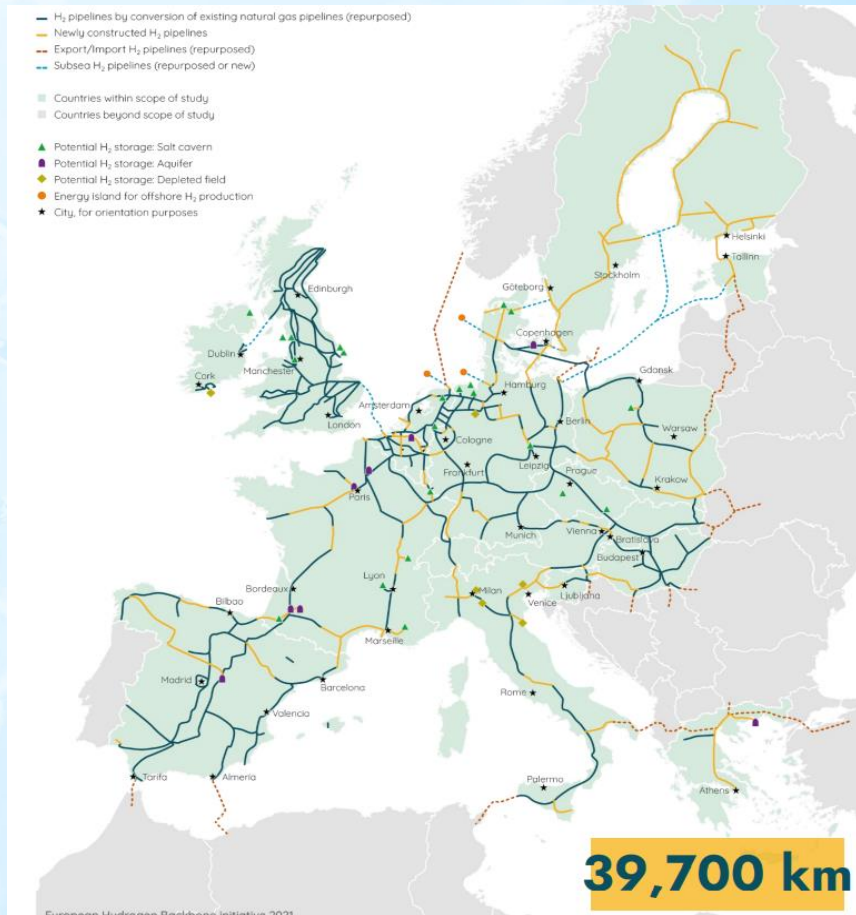 H₂ pipelines by conversion of existing natural gas pipelines (repurposed)
Newly constructed H₂ pipelines
Export/Import H₂ pipelines (repurposed)
Subsea H₂ pipelines (repurposed or new)
Countries within scope of study
Countries beyond scope of study
Potential H₂ storage: Salt cavern
Potential H₂ storage: Aquifer
Potential H₂ storage: Depleted field
Energy Island for offshore H₂ production
City, for orientation purposes
Helsinki
Tallinn
Stockholm
Göteborg
Edinburgh
Copenhagen
Dublin
Manchester
Cork
Gdansk
Hamburg
Amsterdam
London
Berlin
Warsaw
Cologne
Leipzig
Frankfurt
Prague
Krakow
Paris
Munich
Vienna
Bratislava
Budapest
Lyon
Bordeaux
Milan
Venice
Ljubljana
Bilbao
Marseille
Madrid
Barcelona
Rome
Valencia
Tarifa
Almeria
Palermo
Athens
39,700 km
European Hydrogen Backbone initiative 2021